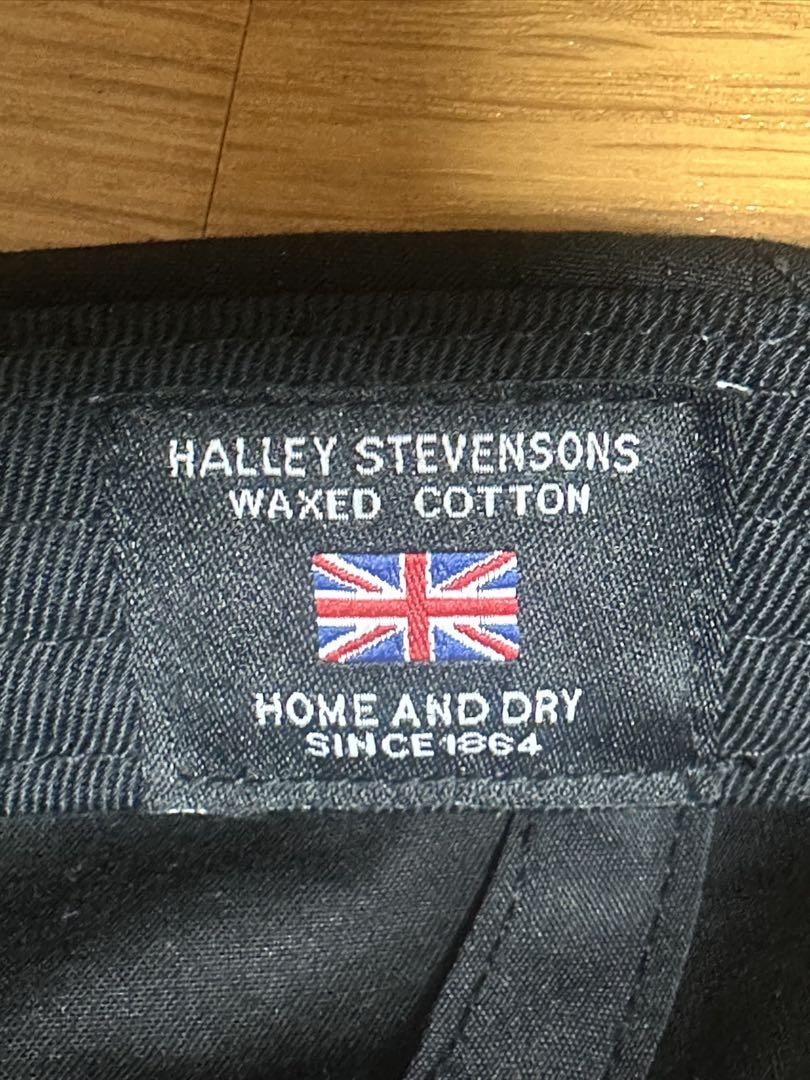 HALLEY STEVENSONS
WAXED COTTON
HOME AND DRY
SINCE 1864